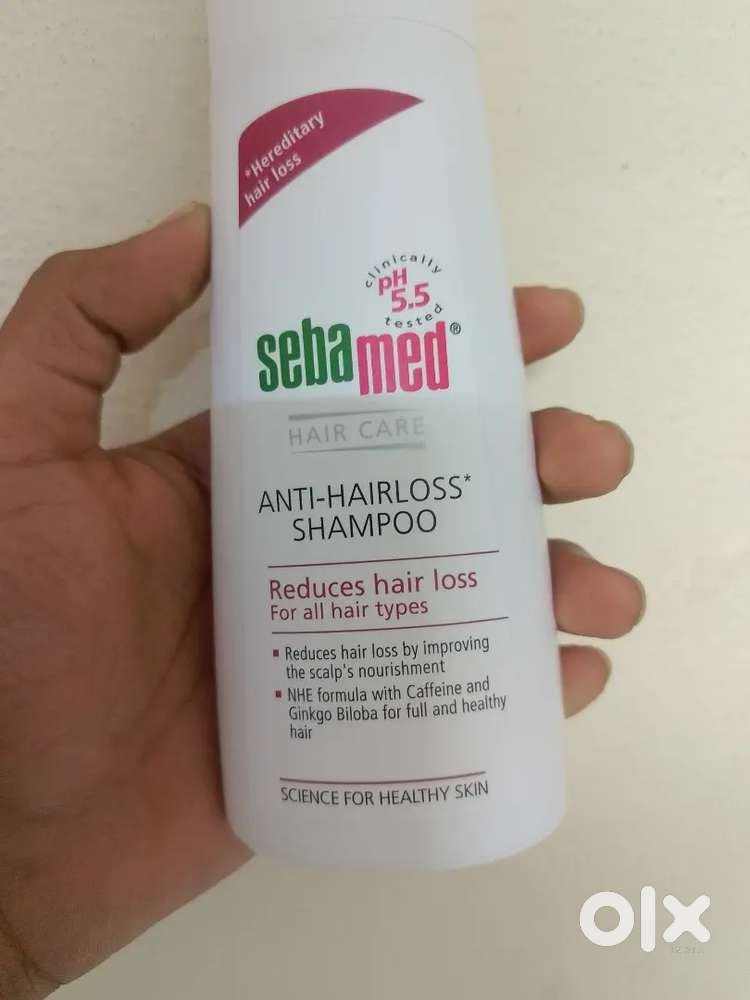 *Hereditary
hair loss
clinically
pH
5.5
tested
sebamed®
HAIR CARE
ANTI-HAIRLOSS*
SHAMPOO
Reduces hair loss
For all hair types
▪ Reduces hair loss by improving
the scalp's nourishment
▪ NHE formula with Caffeine and
Ginkgo Biloba for full and healthy
hair
SCIENCE FOR HEALTHY SKIN
olx